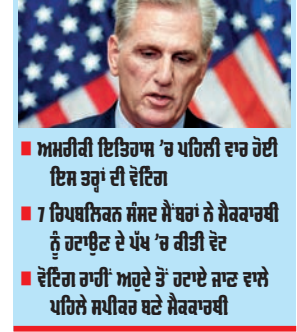 ਅਮਰੀਕੀ ਇਤਿਹਾਸ 'ਚ ਪਹਿਲੀ ਵਾਰ ਹੋਈ
ਇਸ ਤਰ੍ਹਾਂ ਦੀ ਵੋਟਿੰਗ
7 ਰਿਪਬਲਿਕਨ ਸੰਸਦ ਮੈਂਬਰਾਂ ਨੇ ਮੈਕਕਾਰਥੀ
ਨੂੰ ਹਟਾਉਣ ਦੇ ਪੱਖ 'ਚ ਕੀਤੀ ਵੋਟ
ਵੋਟਿੰਗ ਰਾਹੀਂ ਅਹੁਦੇ ਤੋਂ ਹਟਾਏ ਜਾਣ ਵਾਲੇ
ਪਹਿਲੇ ਸਪੀਕਰ ਬਣੇ ਮੈਕਕਾਰਥੀ